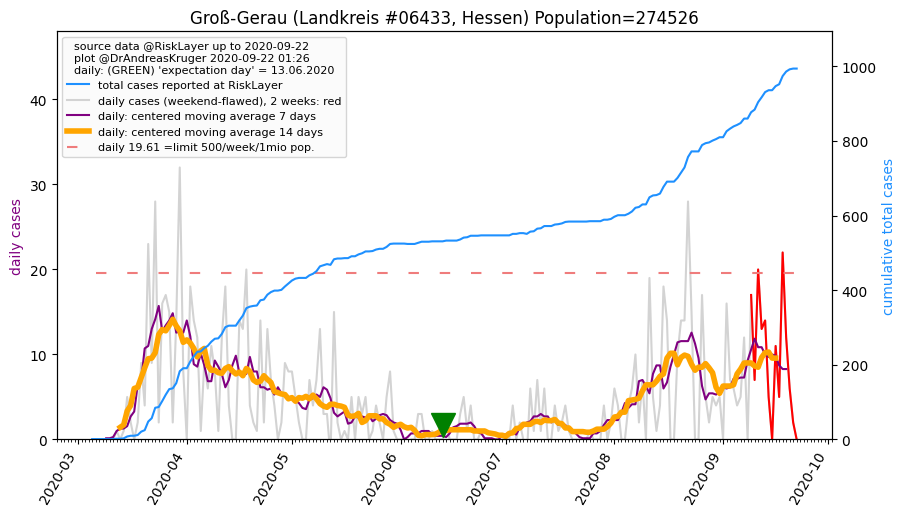 Groß-Gerau (Landkreis #06433, Hessen) Population=274526
source data @RiskLayer up to 2020-09-22
plot @DrAndreasKruger 2020-09-22 01:26
daily: (GREEN) 'expectation day' = 13.06.2020
total cases reported at RiskLayer
daily cases (weekend-flawed), 2 weeks: red
daily: centered moving average 7 days
daily: centered moving average 14 days
daily 19.61 =limit 500/week/1mio pop.
daily cases
40
30
20
10
0
cumulative total cases
1000
800
600
400
200
0
2020-03
2020-04
2020-05
2020-06
2020-07
2020-08
2020-09
2020-10